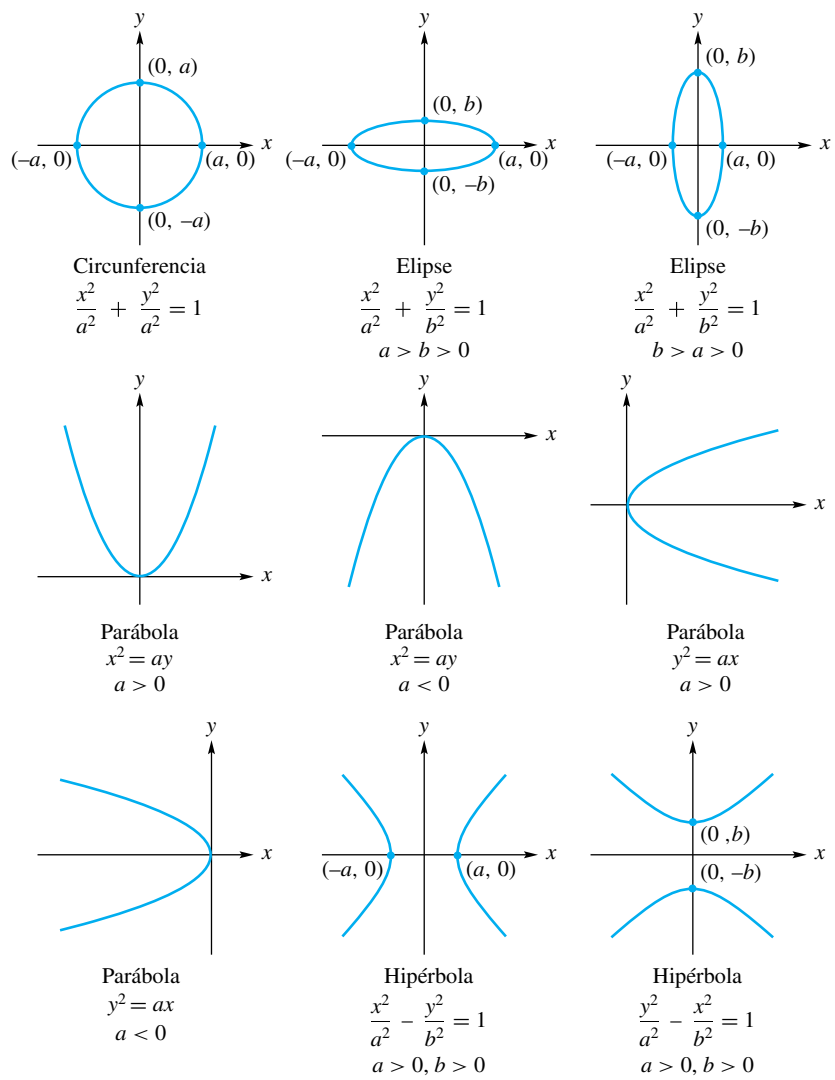 y
(0, a)
x
(–a, 0)
(a, 0)
(0, –a)
Circunferencia
x²/a² + y²/a² = 1
y
(0, b)
x
(–a, 0)
(a, 0)
(0, –b)
Elipse
x²/a² + y²/b² = 1
a > b > 0
y
(0, b)
x
(–a, 0)
(a, 0)
(0, –b)
Elipse
x²/a² + y²/b² = 1
b > a > 0
y
x
Parábola
x² = ay
a > 0
y
x
Parábola
x² = ay
a < 0
y
x
Parábola
y² = ax
a > 0
y
x
Parábola
y² = ax
a < 0
y
x
(–a, 0)
(a, 0)
Hipérbola
x²/a² – y²/b² = 1
a > 0, b > 0
y
(0 ,b)
x
(0, –b)
Hipérbola
y²/a² – x²/b² = 1
a > 0, b > 0